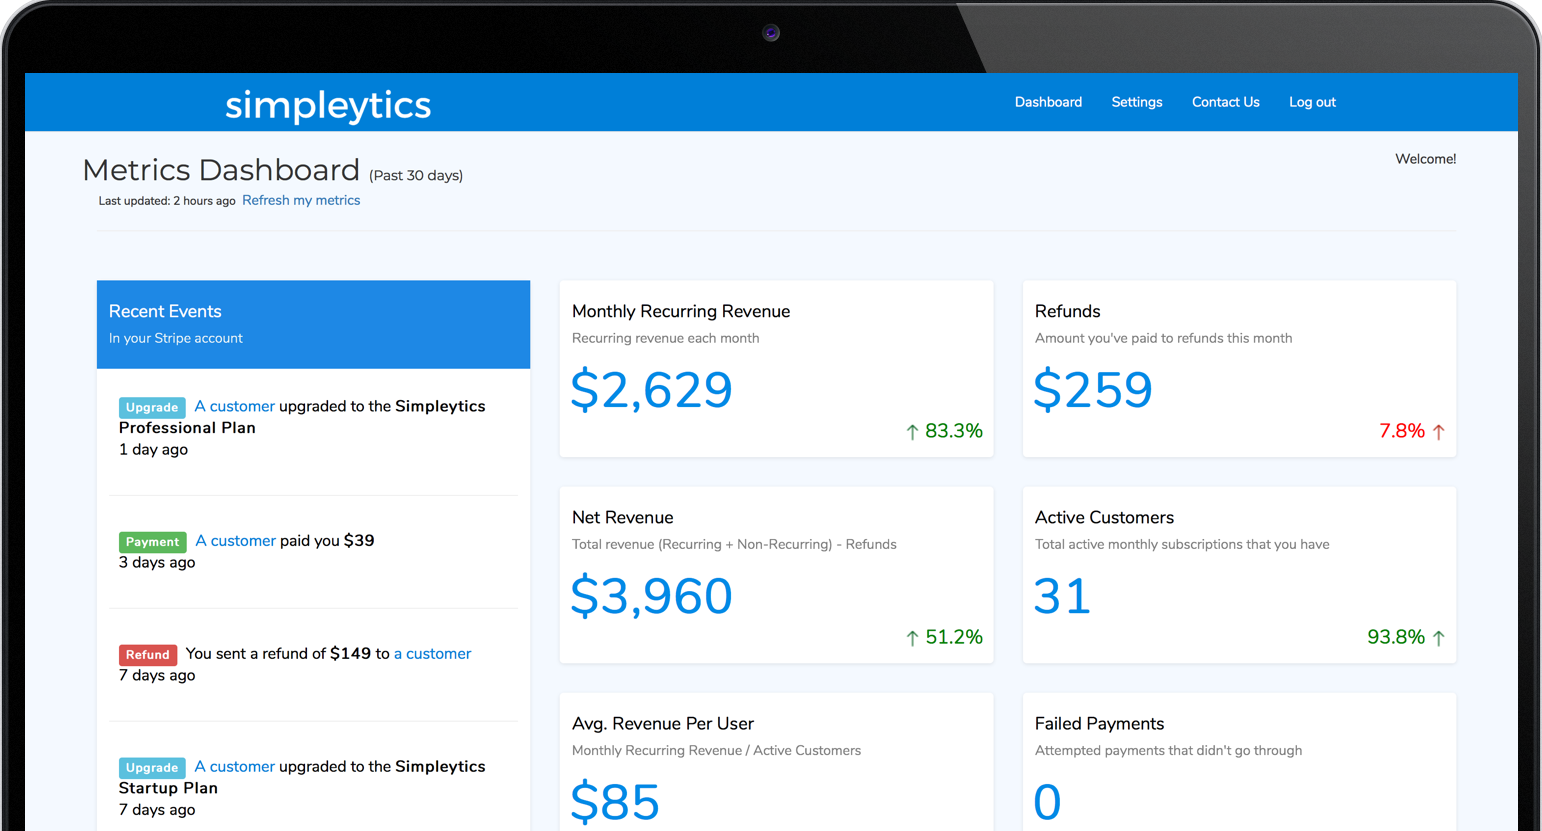 simpleytics
Dashboard Settings Contact Us Log out
Metrics Dashboard (Past 30 days)
Welcome!
Last updated: 2 hours ago Refresh my metrics
Recent Events
In your Stripe account
Upgrade A customer upgraded to the Simpleytics
Professional Plan
1 day ago
Payment A customer paid you $39
3 days ago
Refund You sent a refund of $149 to a customer
7 days ago
Upgrade A customer upgraded to the Simpleytics
Startup Plan
7 days ago
Monthly Recurring Revenue
Recurring revenue each month
$2,629
↑ 83.3%
Refunds
Amount you've paid to refunds this month
$259
7.8% ↑
Net Revenue
Total revenue (Recurring + Non-Recurring) - Refunds
$3,960
↑ 51.2%
Active Customers
Total active monthly subscriptions that you have
31
93.8% ↑
Avg. Revenue Per User
Monthly Recurring Revenue / Active Customers
$85
Failed Payments
Attempted payments that didn't go through
0